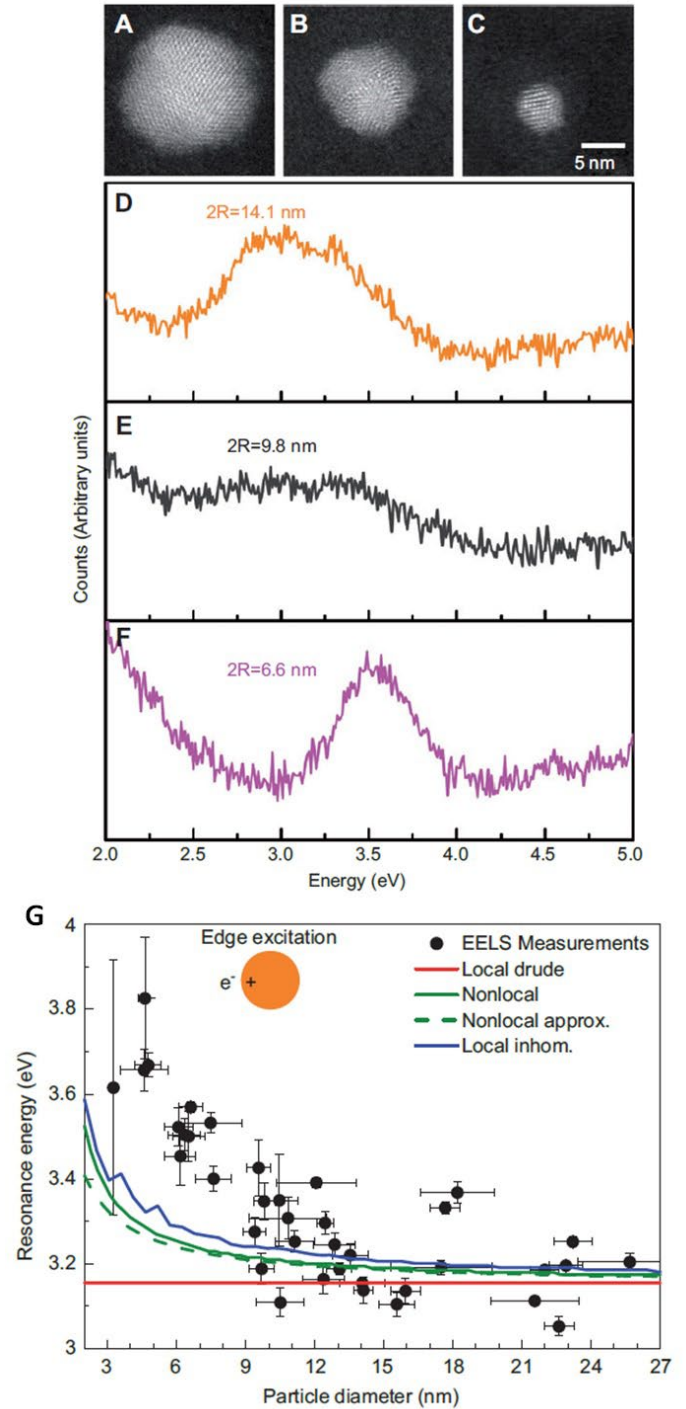 A
B
C
5 nm
D
2R=14.1 nm
E
2R=9.8 nm
F
2R=6.6 nm
Counts (Arbitrary units)
2.0 2.5 3.0 3.5 4.0 4.5 5.0
Energy (eV)
G
Edge excitation
e- +
EELS Measurements
Local drude
Nonlocal
Nonlocal approx.
Local inhom.
4
3.8
3.6
3.4
3.2
3
Resonance energy (eV)
3 6 9 12 15 18 21 24 27
Particle diameter (nm)